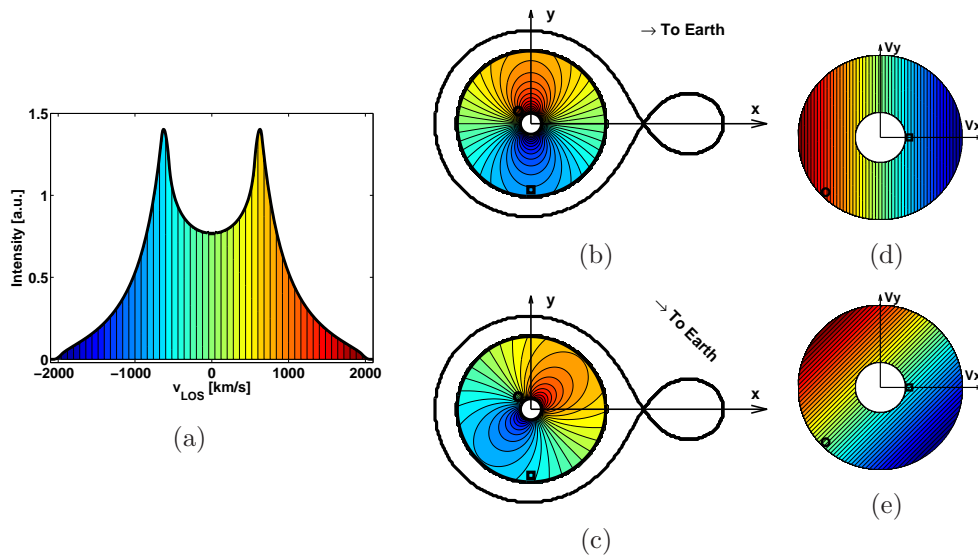 Intensity [a.u.]
1.5
1
0.5
0
−2000
−1000
0
1000
2000
vLOS [km/s]
(a)
y
→ To Earth
x
(b)
Vy
Vx
(d)
y
→ To Earth
x
(c)
Vy
Vx
(e)